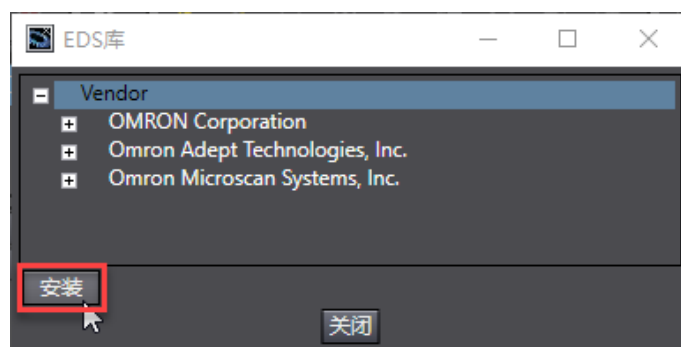 EDS库
Vendor
OMRON Corporation
Omron Adept Technologies, Inc.
Omron Microscan Systems, Inc.
安装
关闭